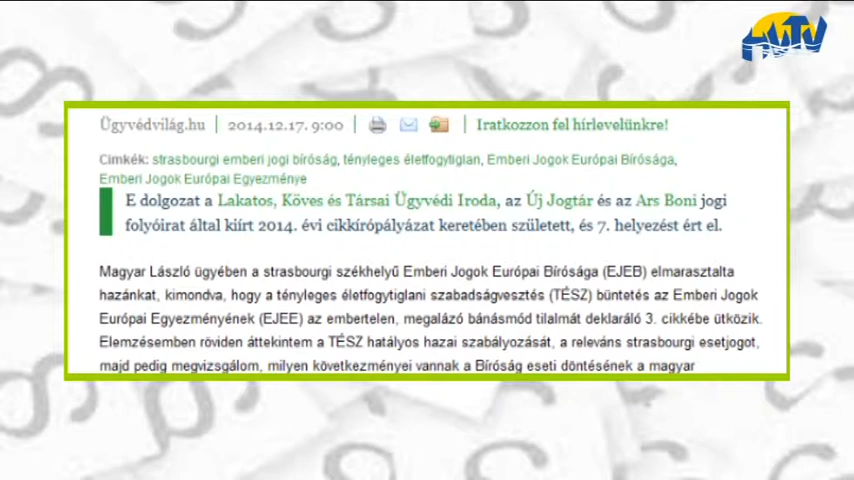 MTV
Ügyvédvilág.hu | 2014.12.17. 9:00 | Iratkozzon fel hírlevelünkre!
Cimkék: strasbourgi emberi jogi bíróság, tényleges életfogytiglan, Emberi Jogok Európai Bírósága,
Emberi Jogok Európai Egyezménye
E dolgozat a Lakatos, Köves és Társai Ügyvédi Iroda, az Új Jogtár és az Ars Boni jogi
folyóirat által kiírt 2014. évi cikkírópályázat keretében született, és 7. helyezést ért el.
Magyar László ügyében a strasbourgi székhelyű Emberi Jogok Európai Bírósága (EJEB) elmarasztalta
hazánkat, kimondva, hogy a tényleges életfogytiglani szabadságvesztés (TÉSZ) büntetés az Emberi Jogok
Európai Egyezményének (EJEE) az embertelen, megalázó bánásmód tilalmát deklaráló 3. cikkébe ütközik.
Elemzésemben röviden áttekintem a TÉSZ hatályos hazai szabályozását, a releváns strasbourgi esetjogot,
majd pedig megvizsgálom, milyen következményei vannak a Bíróság eseti döntésének a magyar